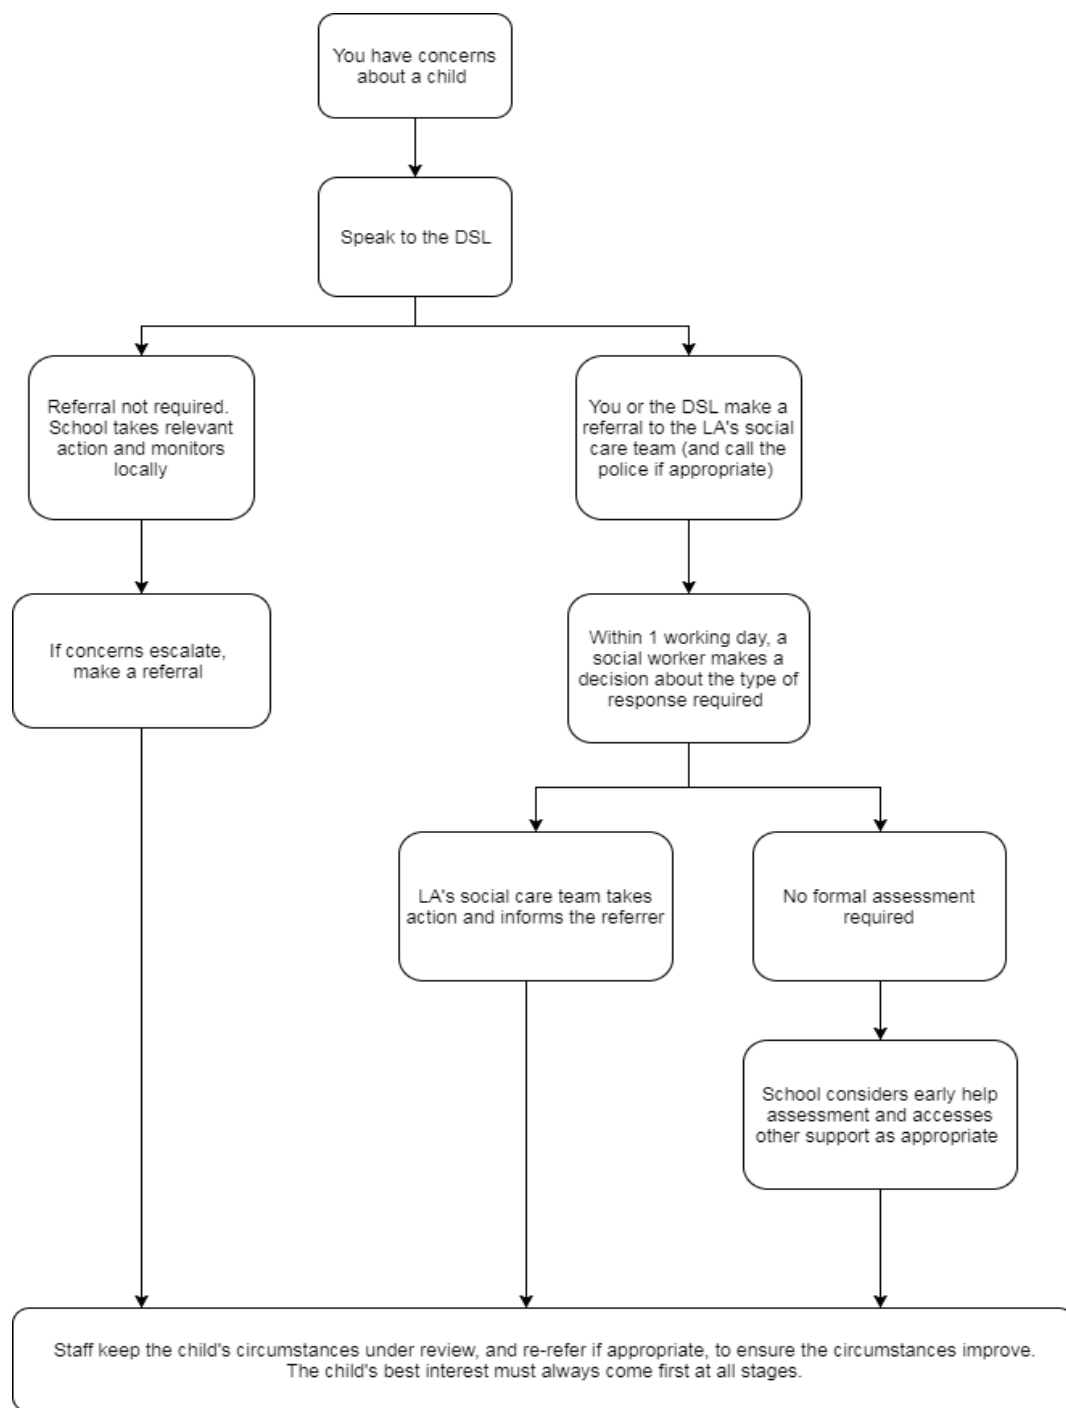 You have concerns
about a child
Speak to the DSL
Referral not required.
School takes relevant
action and monitors
locally
You or the DSL make a
referral to the LA's social
care team (and call the
police if appropriate)
If concerns escalate,
make a referral
Within 1 working day, a
social worker makes a
decision about the type of
response required
LA's social care team takes
action and informs the referrer
No formal assessment
required
School considers early help
assessment and accesses
other support as appropriate
Staff keep the child's circumstances under review, and re-refer if appropriate, to ensure the circumstances improve.
The child's best interest must always come first at all stages.